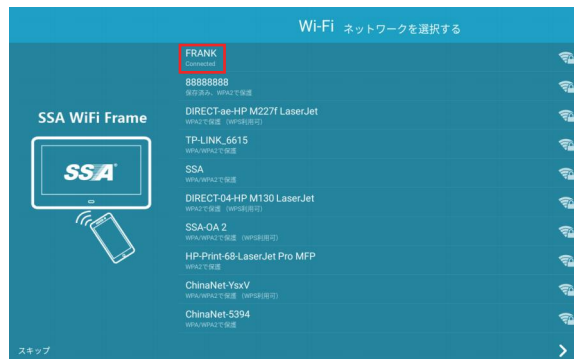 Wi-Fi ネットワークを選択する
FRANK
Connected
88888888
保存済み、WPA2で保護
DIRECT-ae-HP M227f LaserJet
WPA2で保護 （WPS利用可）
SSA WiFi Frame
TP-LINK_6615
WPA/WPA2で保護
SSA
SSA
WPA/WPA2で保護
DIRECT-04-HP M130 LaserJet
WPA2で保護 （WPS利用可）
SSA-OA 2
WPA/WPA2で保護 （WPS利用可）
HP-Print-68-LaserJet Pro MFP
WPA2で保護
ChinaNet-YsxV
WPA/WPA2で保護 （WPS利用可）
ChinaNet-5394
WPA/WPA2で保護
スキップ